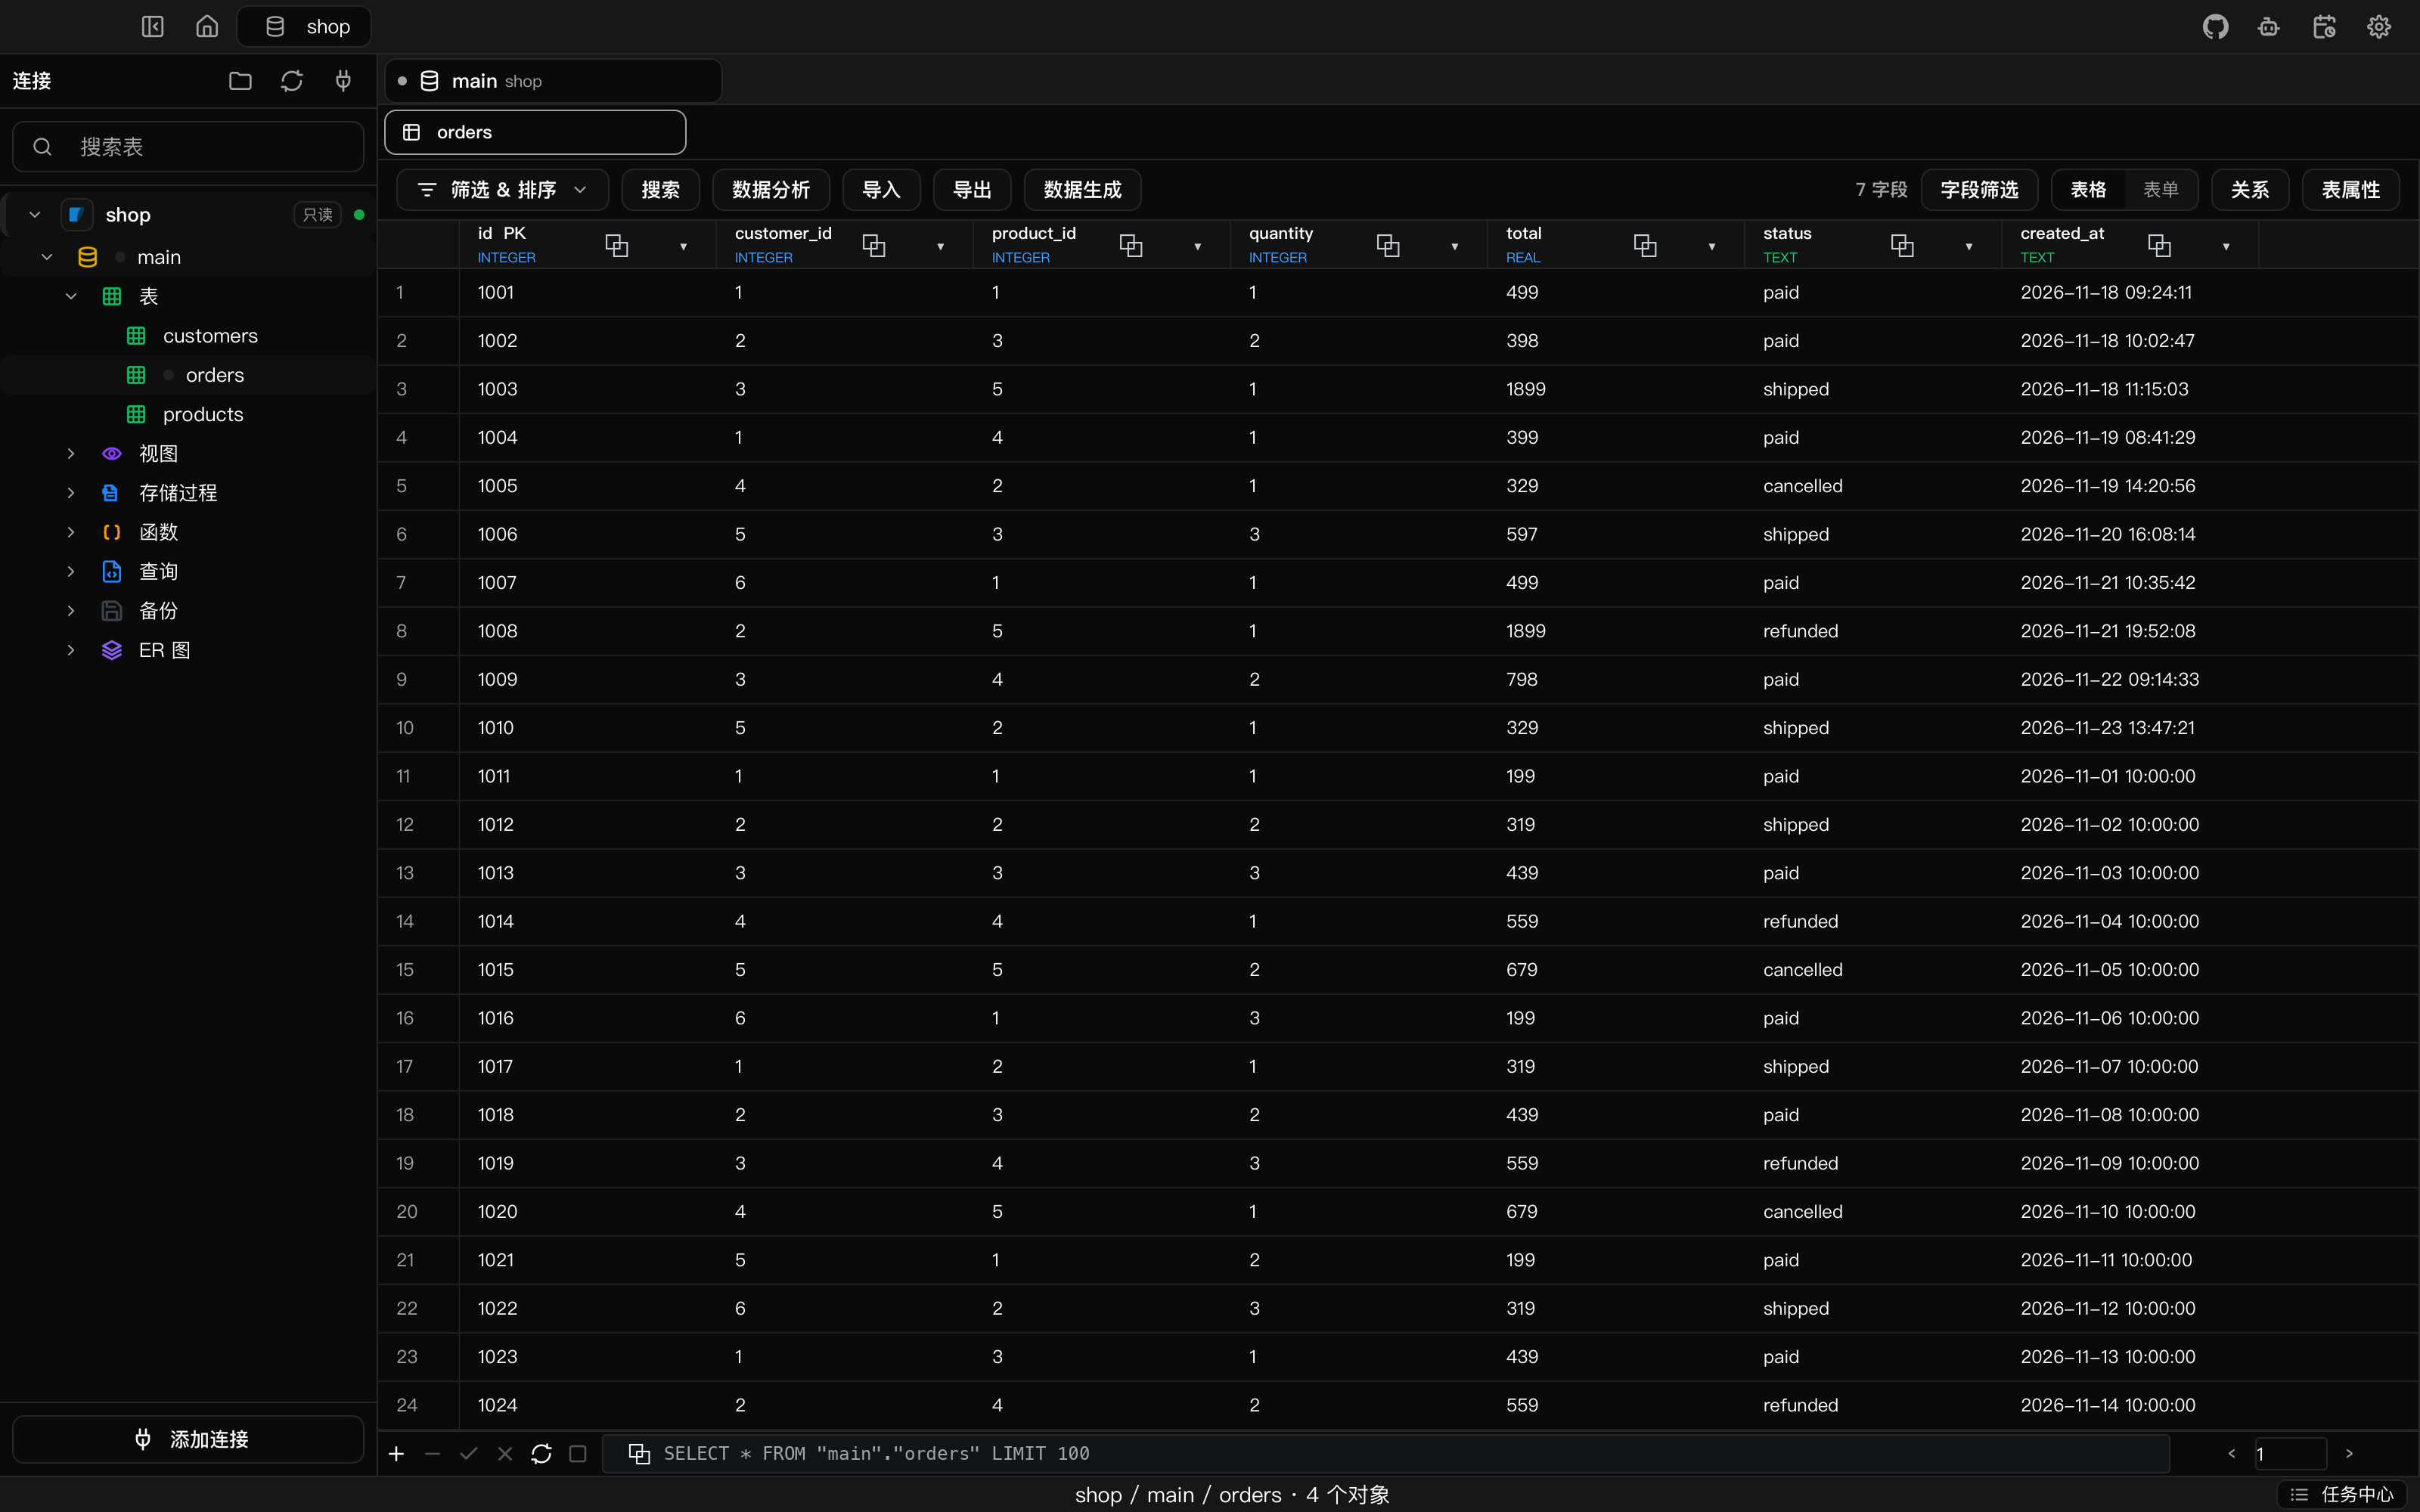 shop
连接
main shop
搜索表
orders
筛选 & 排序 搜索 数据分析 导入 导出 数据生成 7 字段 字段筛选 表格 表单 关系 表属性
shop 只读
main
表
customers
orders
products
视图
存储过程
函数
查询
备份
ER 图
添加连接
id PK customer_id product_id quantity total status created_at
INTEGER INTEGER INTEGER INTEGER REAL TEXT TEXT
1 1001 1 1 1 499 paid 2026-11-18 09:24:11
2 1002 2 3 2 398 paid 2026-11-18 10:02:47
3 1003 3 5 1 1899 shipped 2026-11-18 11:15:03
4 1004 1 4 1 399 paid 2026-11-19 08:41:29
5 1005 4 2 1 329 cancelled 2026-11-19 14:20:56
6 1006 5 3 3 597 shipped 2026-11-20 16:08:14
7 1007 6 1 1 499 paid 2026-11-21 10:35:42
8 1008 2 5 1 1899 refunded 2026-11-21 19:52:08
9 1009 3 4 2 798 paid 2026-11-22 09:14:33
10 1010 5 2 1 329 shipped 2026-11-23 13:47:21
11 1011 1 1 1 199 paid 2026-11-01 10:00:00
12 1012 2 2 2 319 shipped 2026-11-02 10:00:00
13 1013 3 3 3 439 paid 2026-11-03 10:00:00
14 1014 4 4 1 559 refunded 2026-11-04 10:00:00
15 1015 5 5 2 679 cancelled 2026-11-05 10:00:00
16 1016 6 1 3 199 paid 2026-11-06 10:00:00
17 1017 1 2 1 319 shipped 2026-11-07 10:00:00
18 1018 2 3 2 439 paid 2026-11-08 10:00:00
19 1019 3 4 3 559 refunded 2026-11-09 10:00:00
20 1020 4 5 1 679 cancelled 2026-11-10 10:00:00
21 1021 5 1 2 199 paid 2026-11-11 10:00:00
22 1022 6 2 3 319 shipped 2026-11-12 10:00:00
23 1023 1 3 1 439 paid 2026-11-13 10:00:00
24 1024 2 4 2 559 refunded 2026-11-14 10:00:00
SELECT * FROM "main"."orders" LIMIT 100
1
shop / main / orders · 4 个对象
任务中心